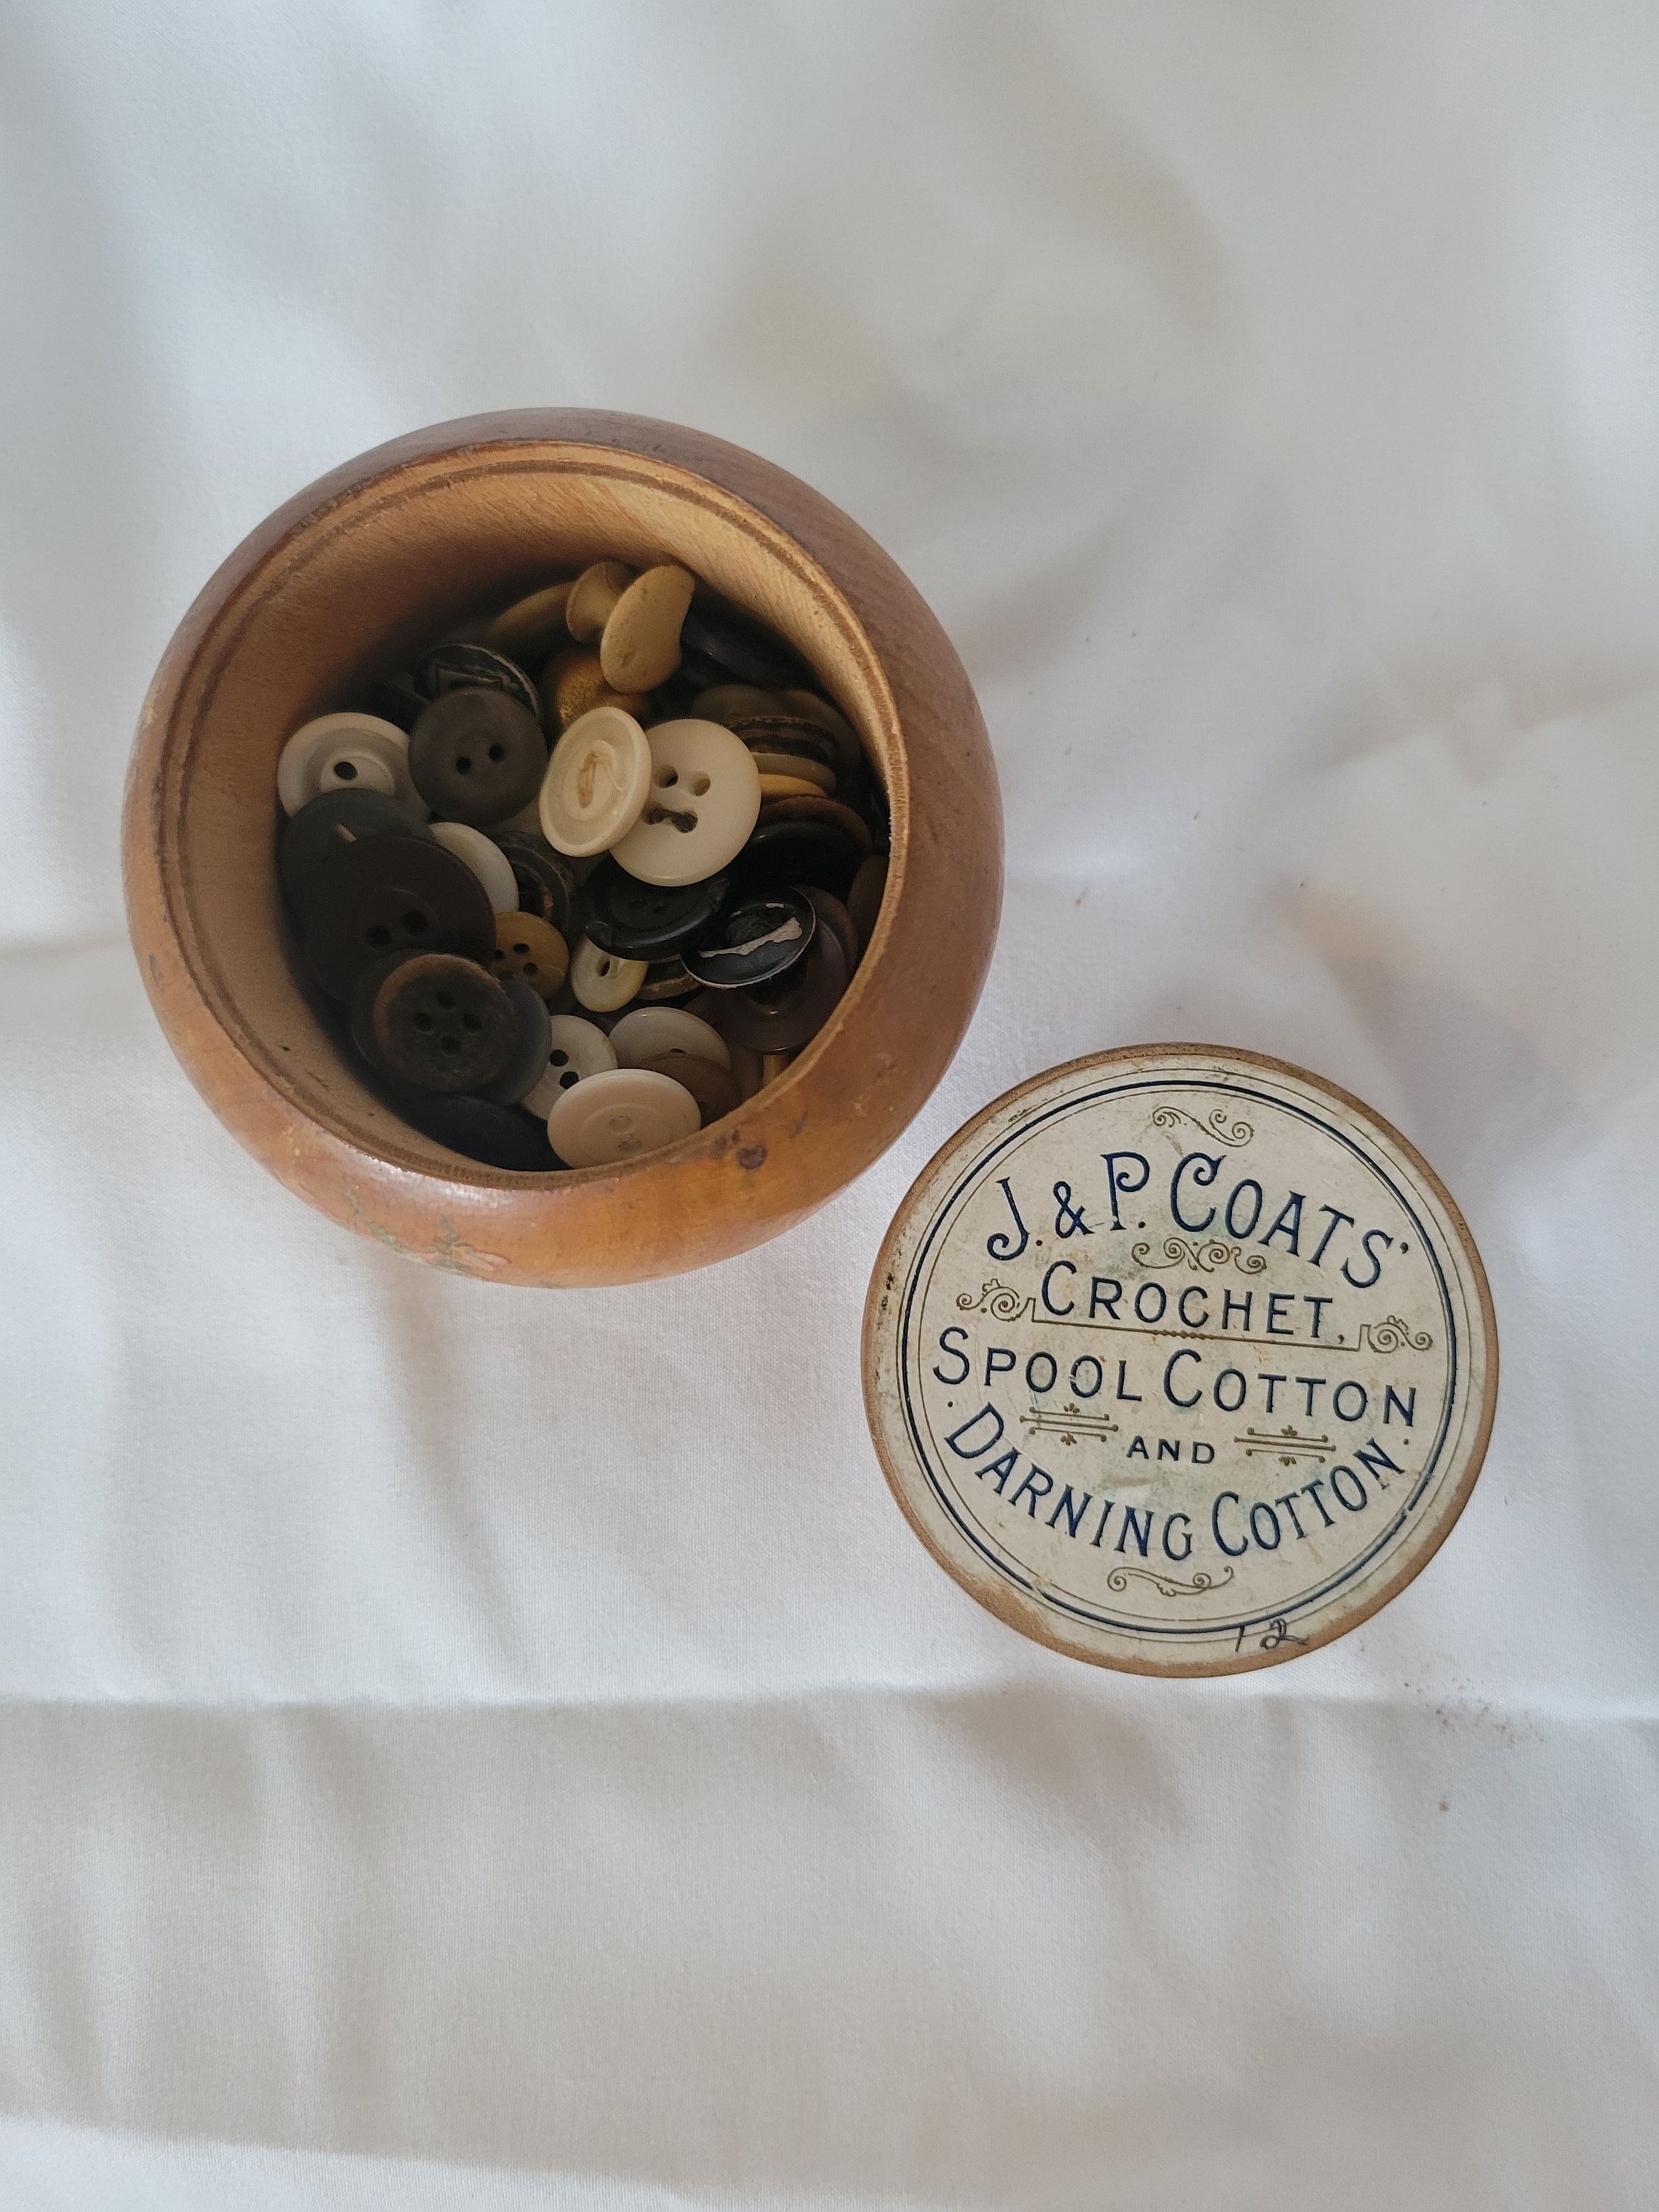 J. & P. COATS'
CROCHET,
SPOOL COTTON
AND
· DARNING COTTON ·
12